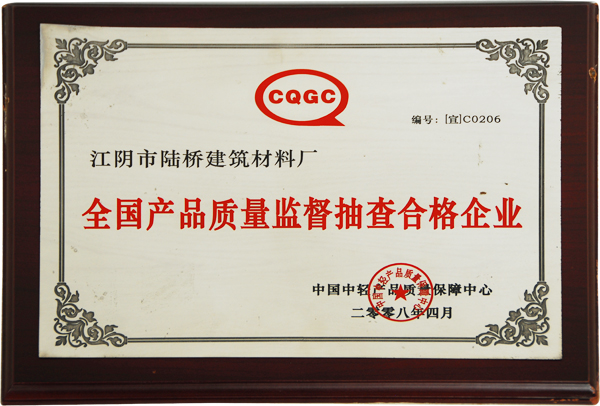 CQGC
编号：[宣]C0206
江阴市陆桥建筑材料厂
全国产品质量监督抽查合格企业
中国中轻产品质量保障中心
二零零八年四月